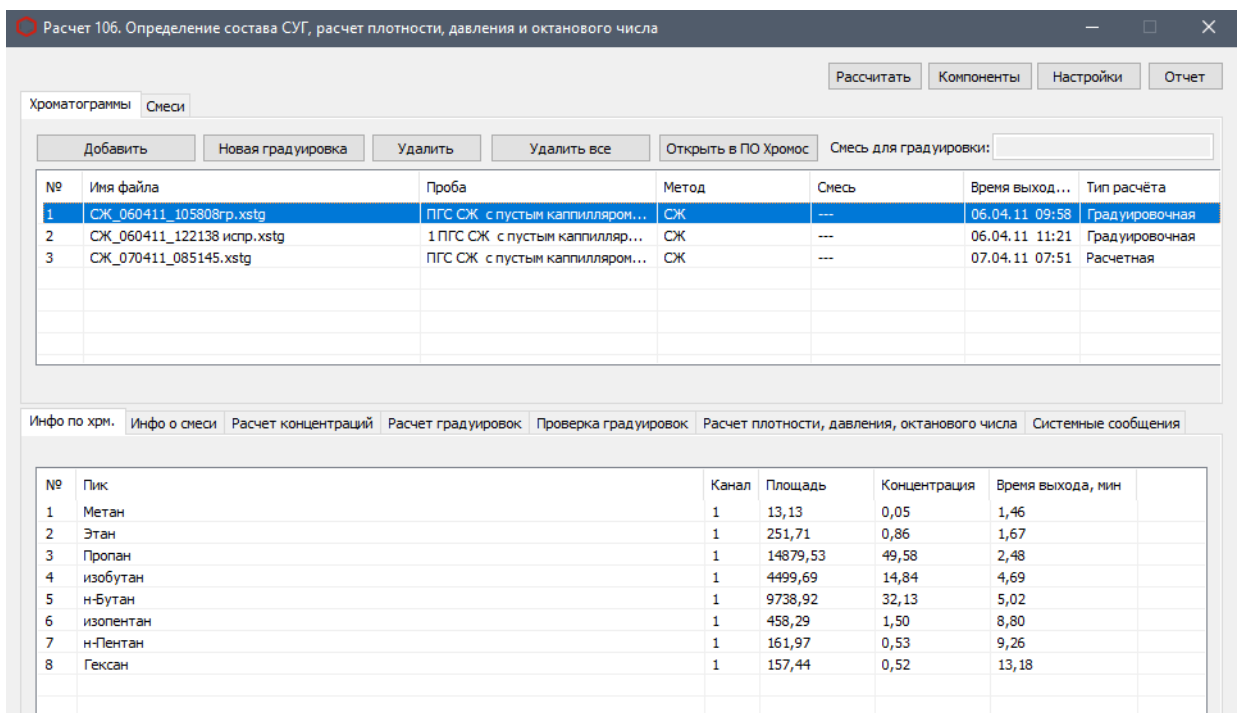 Расчет 106. Определение состава СУГ, расчет плотности, давления и октанового числа
Рассчитать Компоненты Настройки Отчет
Хроматограммы Смеси
Добавить Новая градуировка Удалить Удалить все Открыть в ПО Хромос Смесь для градуировки:
№ Имя файла Проба Метод Смесь Время выход... Тип расчёта
1 СЖ_060411_105808гр.xstg ПГС СЖ с пустым каппилляром... СЖ --- 06.04.11 09:58 Градуировочная
2 СЖ_060411_122138 испр.xstg 1 ПГС СЖ с пустым каппилляр... СЖ --- 06.04.11 11:21 Градуировочная
3 СЖ_070411_085145.xstg ПГС СЖ с пустым каппилляром... СЖ --- 07.04.11 07:51 Расчетная
Инфо по хрм. Инфо о смеси Расчет концентраций Расчет градуировок Проверка градуировок Расчет плотности, давления, октанового числа Системные сообщения
№ Пик Канал Площадь Концентрация Время выхода, мин
1 Метан 1 13,13 0,05 1,46
2 Этан 1 251,71 0,86 1,67
3 Пропан 1 14879,53 49,58 2,48
4 изобутан 1 4499,69 14,84 4,69
5 н-Бутан 1 9738,92 32,13 5,02
6 изопентан 1 458,29 1,50 8,80
7 н-Пентан 1 161,97 0,53 9,26
8 Гексан 1 157,44 0,52 13,18